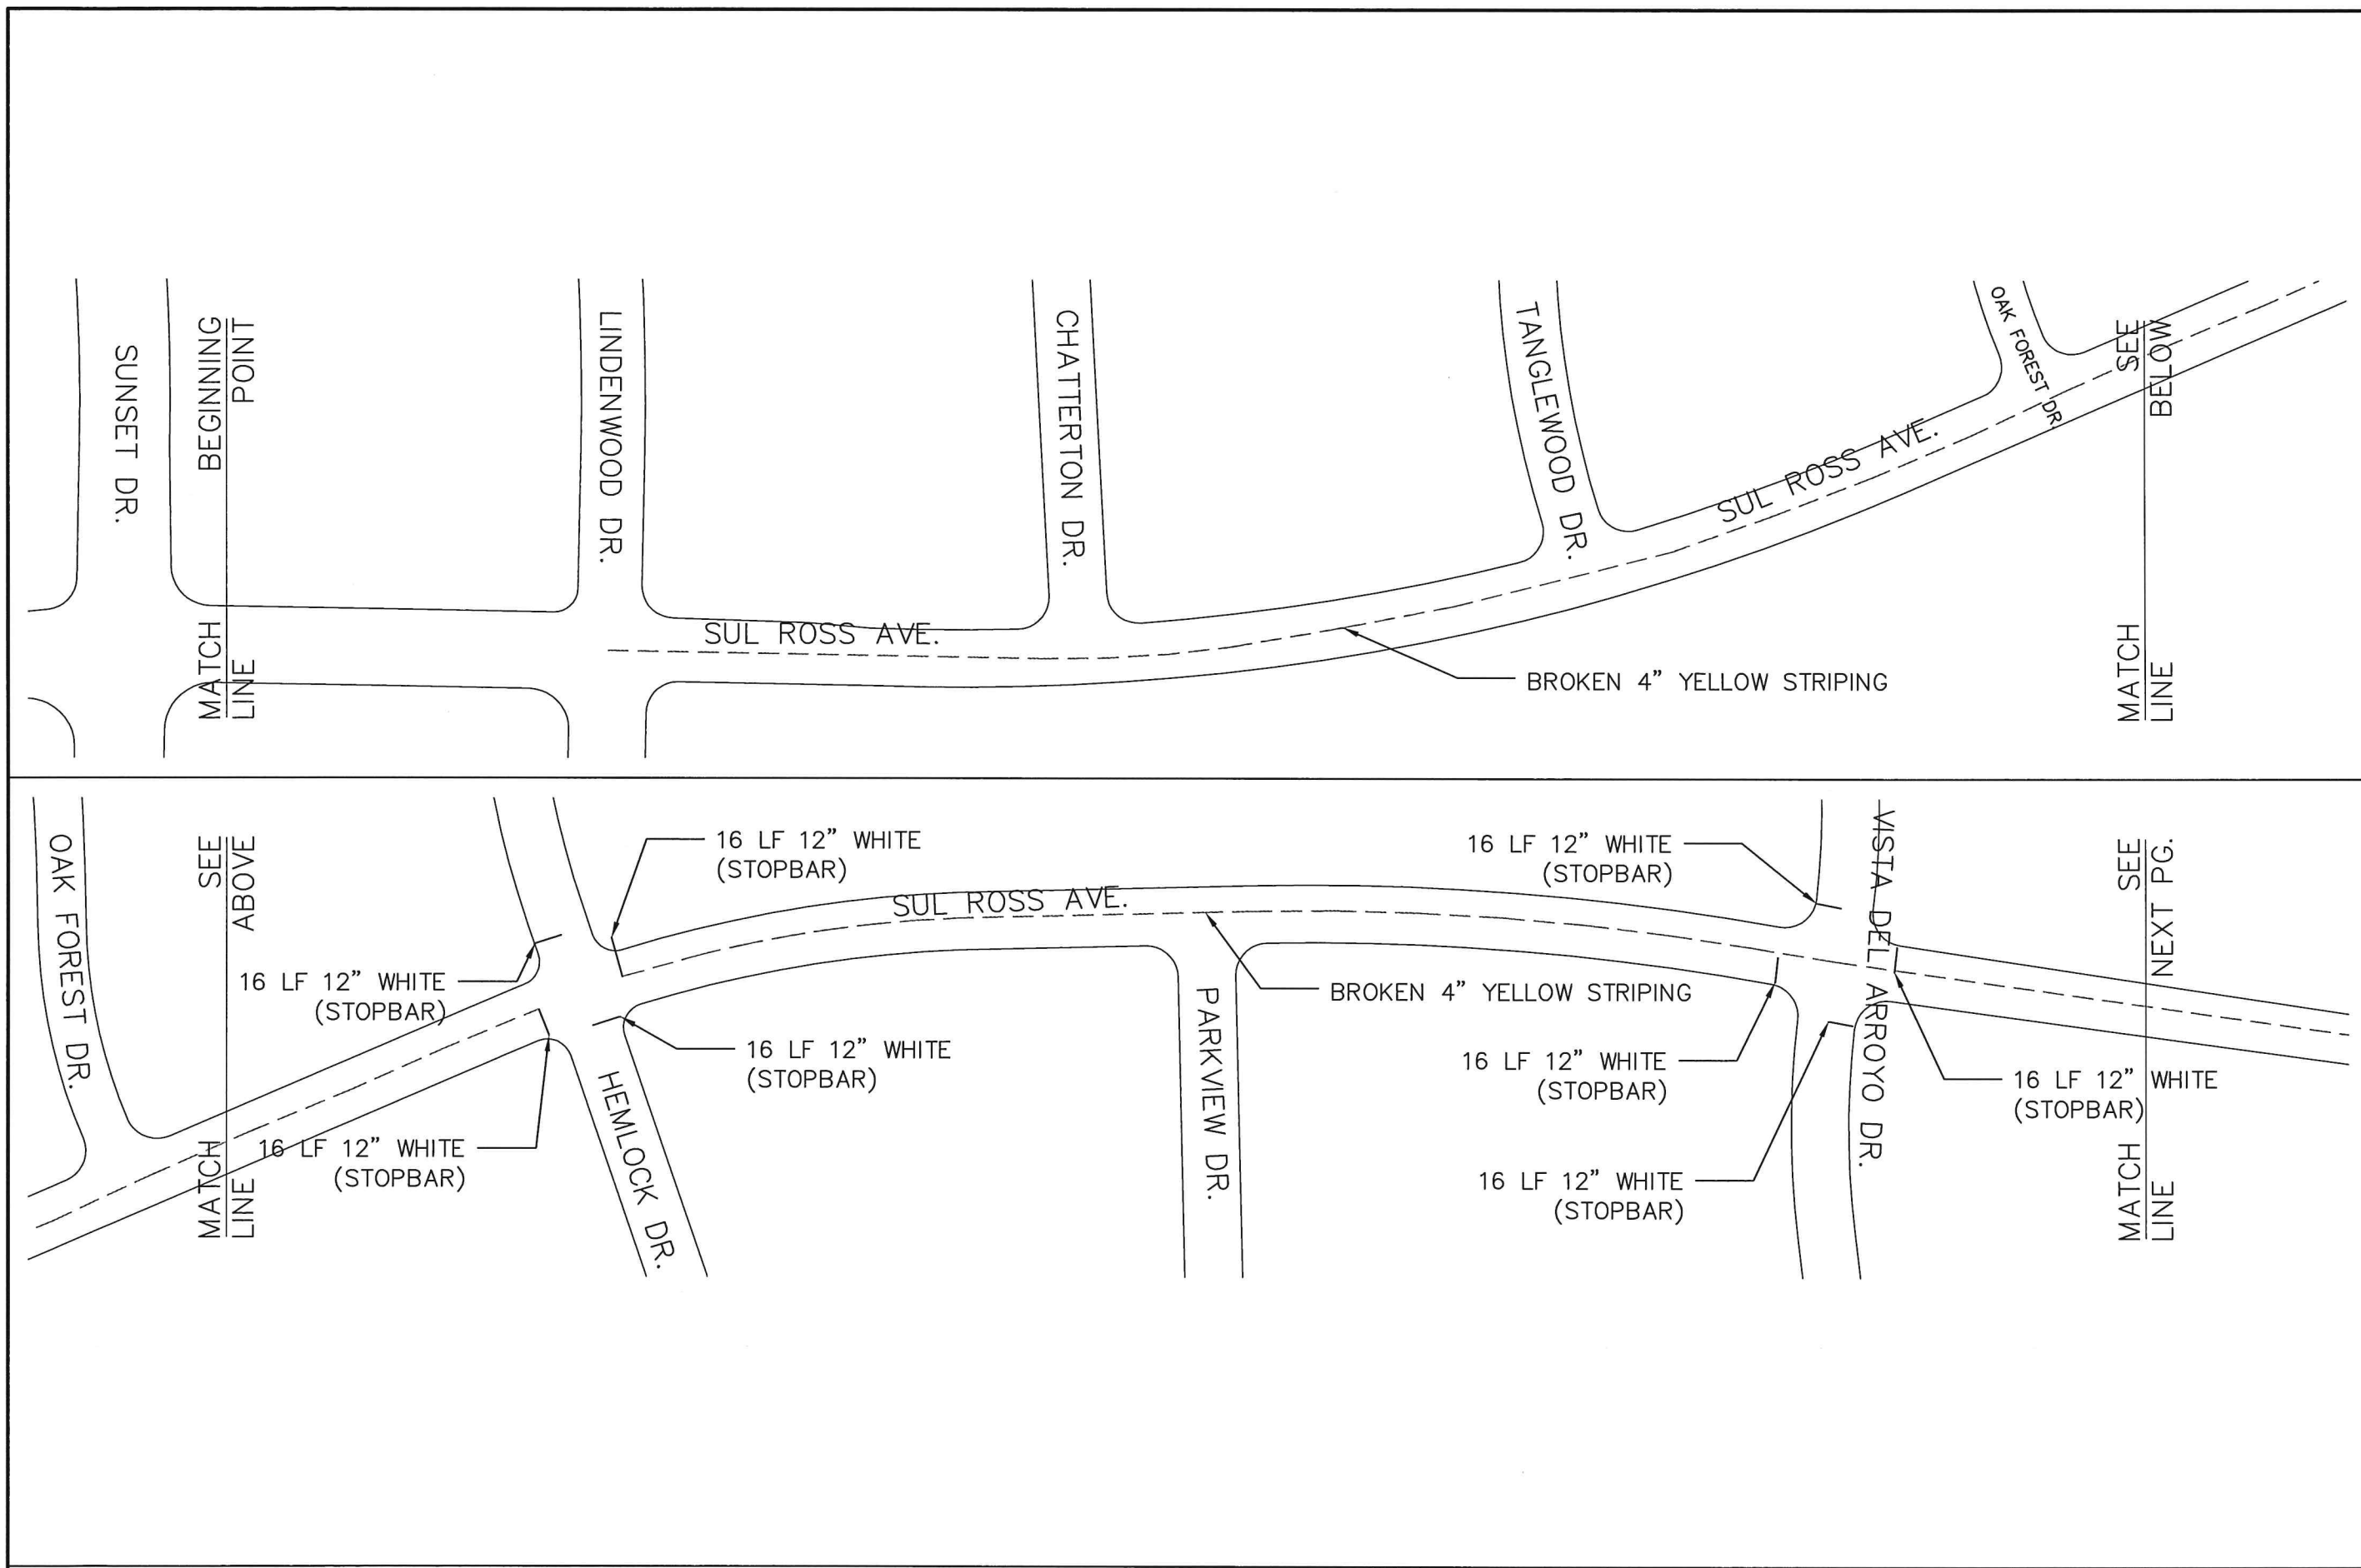 SUNSET DR.
BEGINNING
POINT
MATCH
LINE
LINDENWOOD DR.
SUL ROSS AVE.
CHATTERTON DR.
TANGLEWOOD DR.
BROKEN 4" YELLOW STRIPING
SUL ROSS AVE.
OAK FOREST DR.
SEE
BELOW
MATCH
LINE
OAK FOREST DR.
SEE
ABOVE
MATCH
LINE
16 LF 12" WHITE
(STOPBAR)
16 LF 12" WHITE
(STOPBAR)
16 LF 12" WHITE
(STOPBAR)
16 LF 12" WHITE
(STOPBAR)
HEMLOCK DR.
SUL ROSS AVE.
PARKVIEW DR.
BROKEN 4" YELLOW STRIPING
16 LF 12" WHITE
(STOPBAR)
16 LF 12" WHITE
(STOPBAR)
16 LF 12" WHITE
(STOPBAR)
VISTA DEL ARROYO DR.
16 LF 12" WHITE
(STOPBAR)
SEE
NEXT PG.
MATCH
LINE